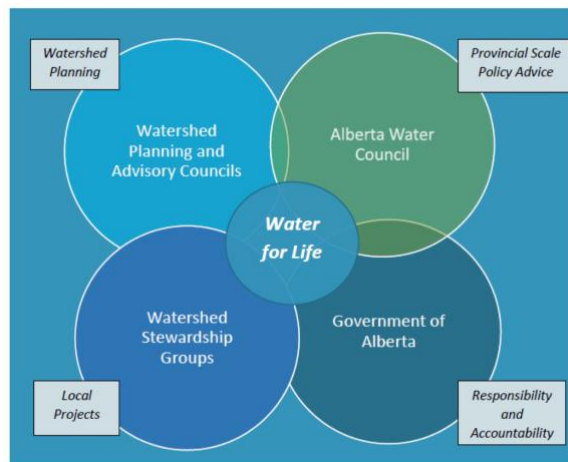 Watershed
Planning
Provincial Scale
Policy Advice
Watershed
Planning and
Advisory Councils
Alberta Water
Council
Water
for Life
Watershed
Stewardship
Groups
Government of
Alberta
Local
Projects
Responsibility
and
Accountability